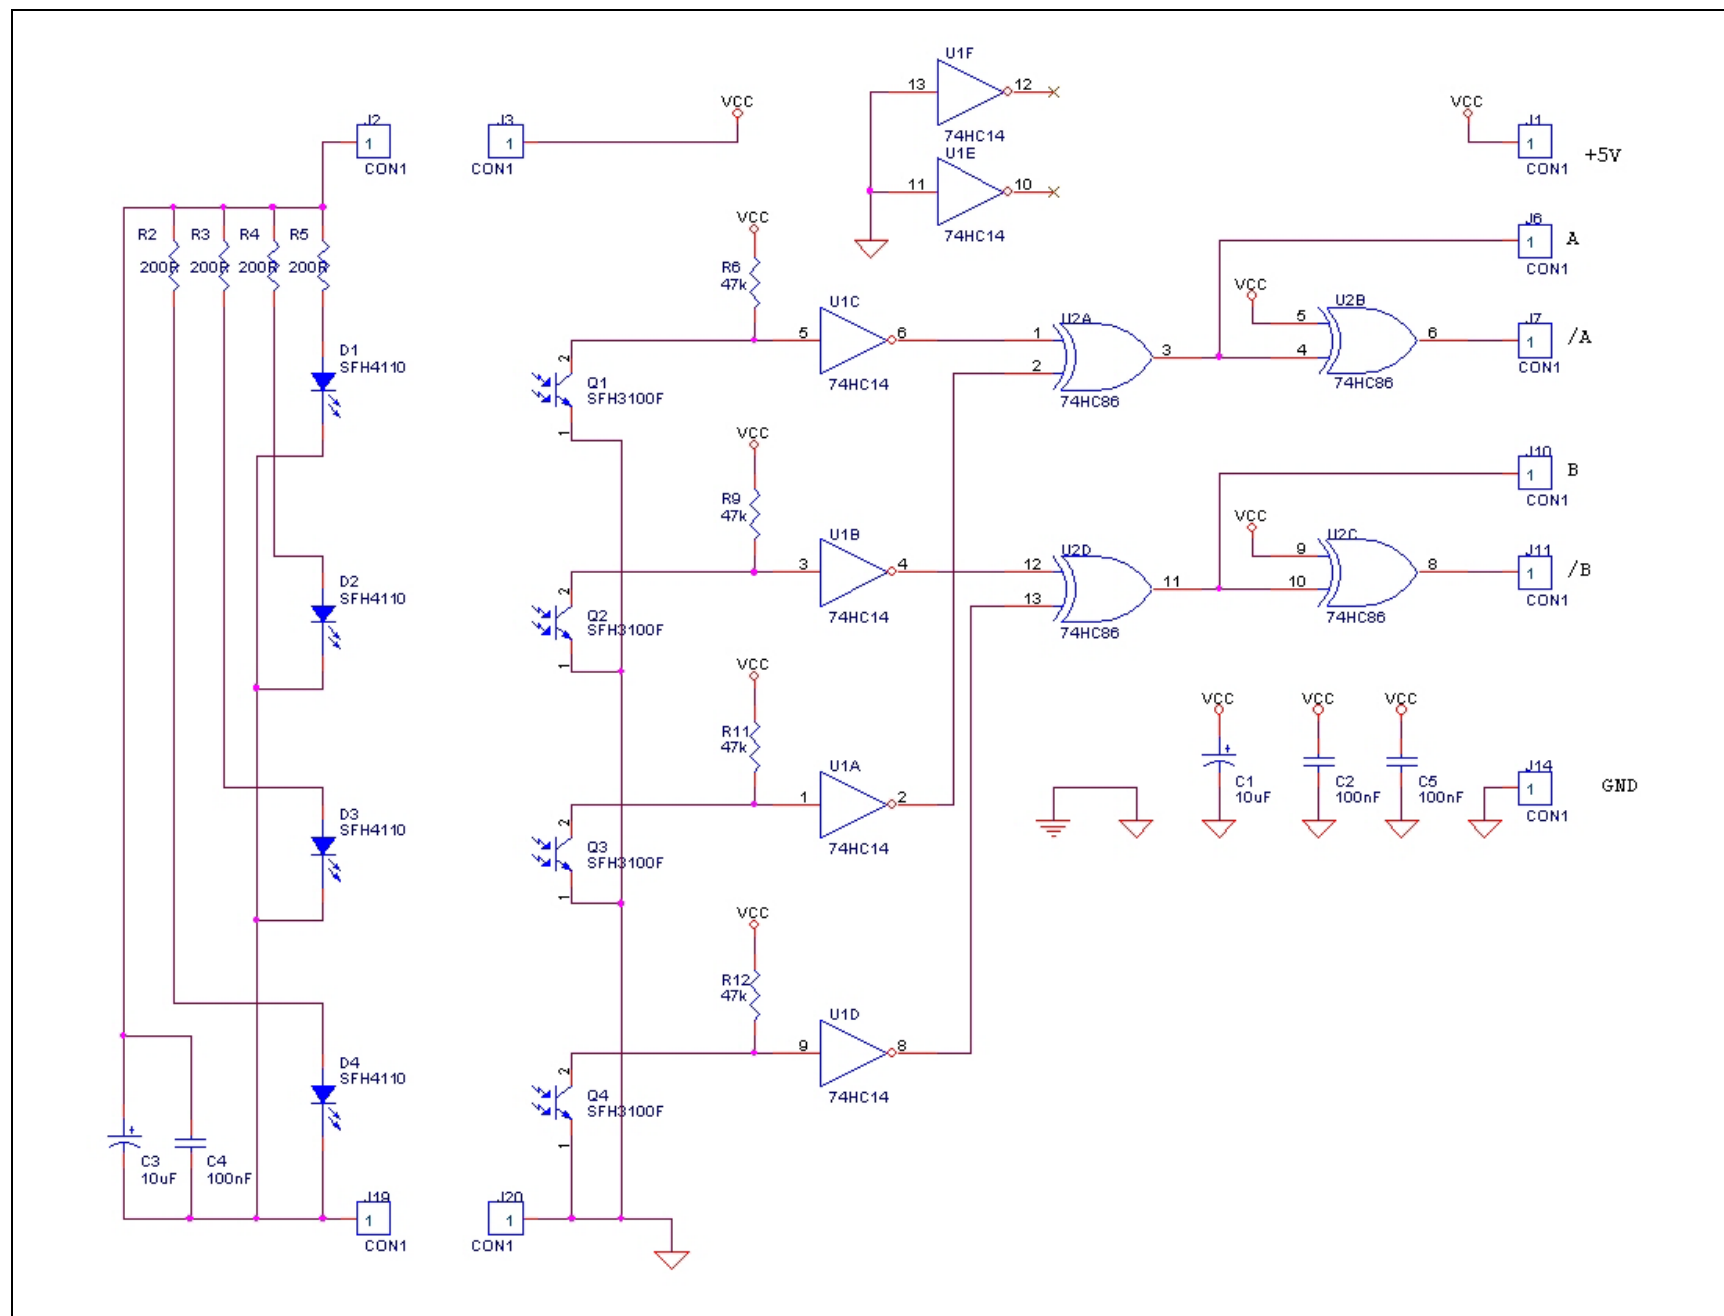 U1F
13 12
74HC14
U1E
11 10
74HC14
J2
1
CON1
J3
1
CON1
VCC
VCC
J1
1
CON1
+5V
R2 R3 R4 R5
200R 200R 200R 200R
VCC
R6
47k
U1C
5 6
74HC14
U2A
1
2
3
74HC86
J6
1
CON1
A
VCC
U2B
5
4
6
74HC86
J7
1
CON1
/A
D1
SFH4110
2
Q1
SFH3100F
1
VCC
R9
47k
U1B
3 4
74HC14
U2D
12
13
11
74HC86
J10
1
CON1
B
VCC
U2C
9
10
8
74HC86
J11
1
CON1
/B
D2
SFH4110
2
Q2
SFH3100F
1
VCC
R11
47k
U1A
1 2
74HC14
VCC
C1
10uF
VCC
C2
100nF
VCC
C5
100nF
J14
1
CON1
GND
D3
SFH4110
2
Q3
SFH3100F
1
VCC
R12
47k
U1D
9 8
74HC14
D4
SFH4110
2
Q4
SFH3100F
1
C3
10uF
C4
100nF
J19
1
CON1
J20
1
CON1